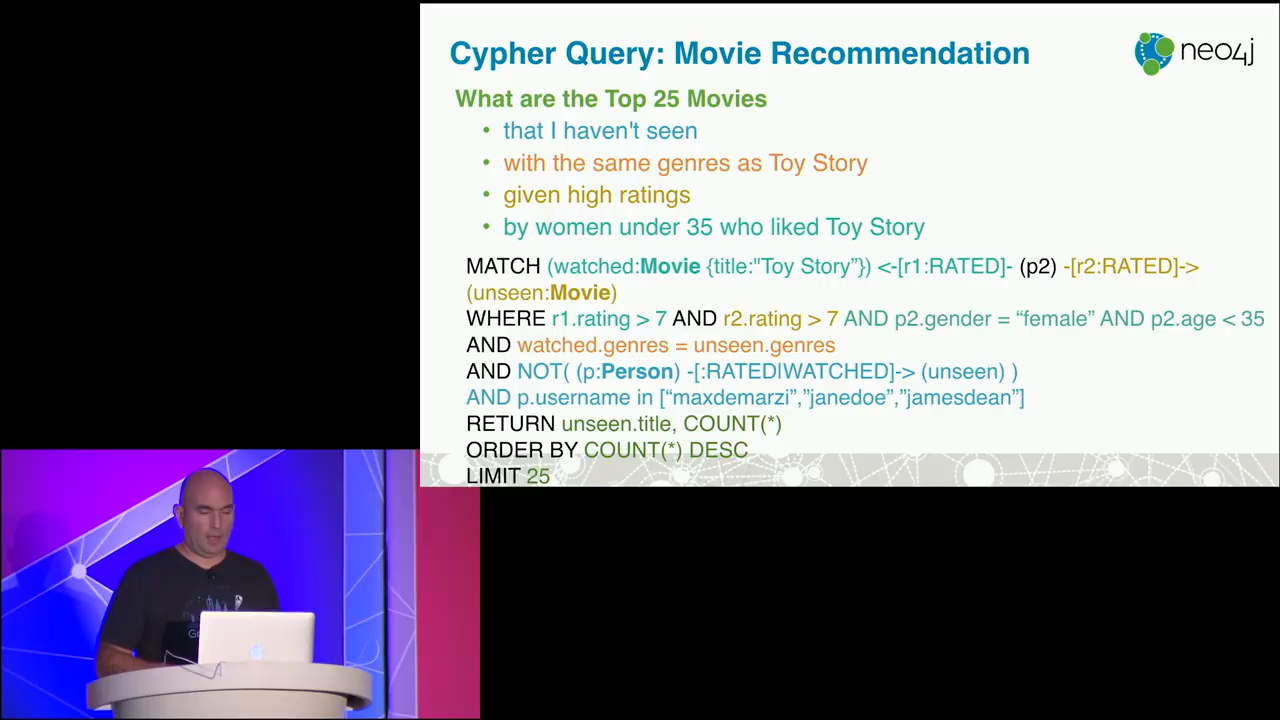 Cypher Query: Movie Recommendation
neo4j
What are the Top 25 Movies
• that I haven't seen
• with the same genres as Toy Story
• given high ratings
• by women under 35 who liked Toy Story
MATCH (watched:Movie {title:"Toy Story”}) <-[r1:RATED]- (p2) -[r2:RATED]->
(unseen:Movie)
WHERE r1.rating > 7 AND r2.rating > 7 AND p2.gender = “female” AND p2.age < 35
AND watched.genres = unseen.genres
AND NOT( (p:Person) -[:RATED|WATCHED]-> (unseen) )
AND p.username in [“maxdemarzi”,”janedoe”,”jamesdean”]
RETURN unseen.title, COUNT(*)
ORDER BY COUNT(*) DESC
LIMIT 25